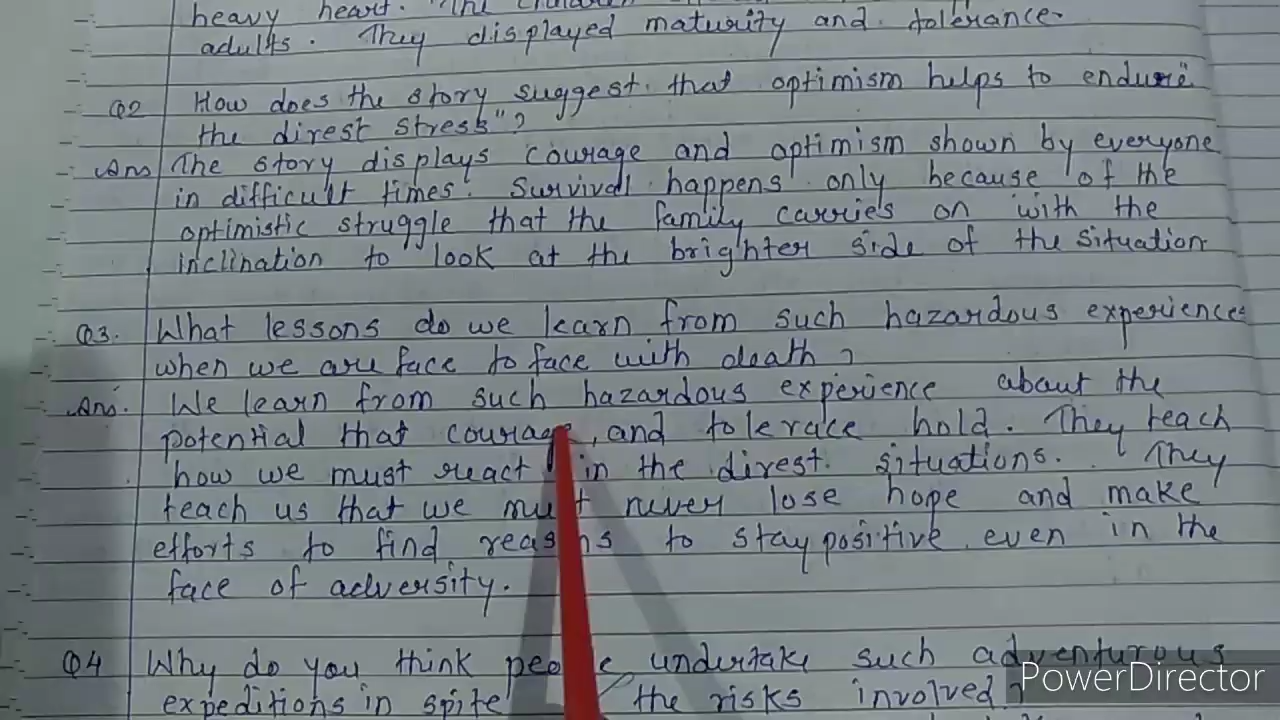 heavy heart. The children
adults. They displayed maturity and tolerance.
Q2 How does the story suggest that optimism helps to endure"
the direst stress"?
Ans The story displays courage and optimism shown by everyone
in difficult times. Survival happens only because of the
optimistic struggle that the family carries on with the
inclination to look at the brighter side of the situation
Q3. What lessons do we learn from such hazardous experiences
when we are face to face with death?
Ans. We learn from such hazardous experience about the
potential that courage, and tolerace hold. They teach
how we must react in the direst situations. They
teach us that we must never lose hope and make
efforts to find reasons to stay positive even in the
face of adversity.
Q4 Why do you think people undertake such adventurous
expeditions in spite the risks involved?
PowerDirector